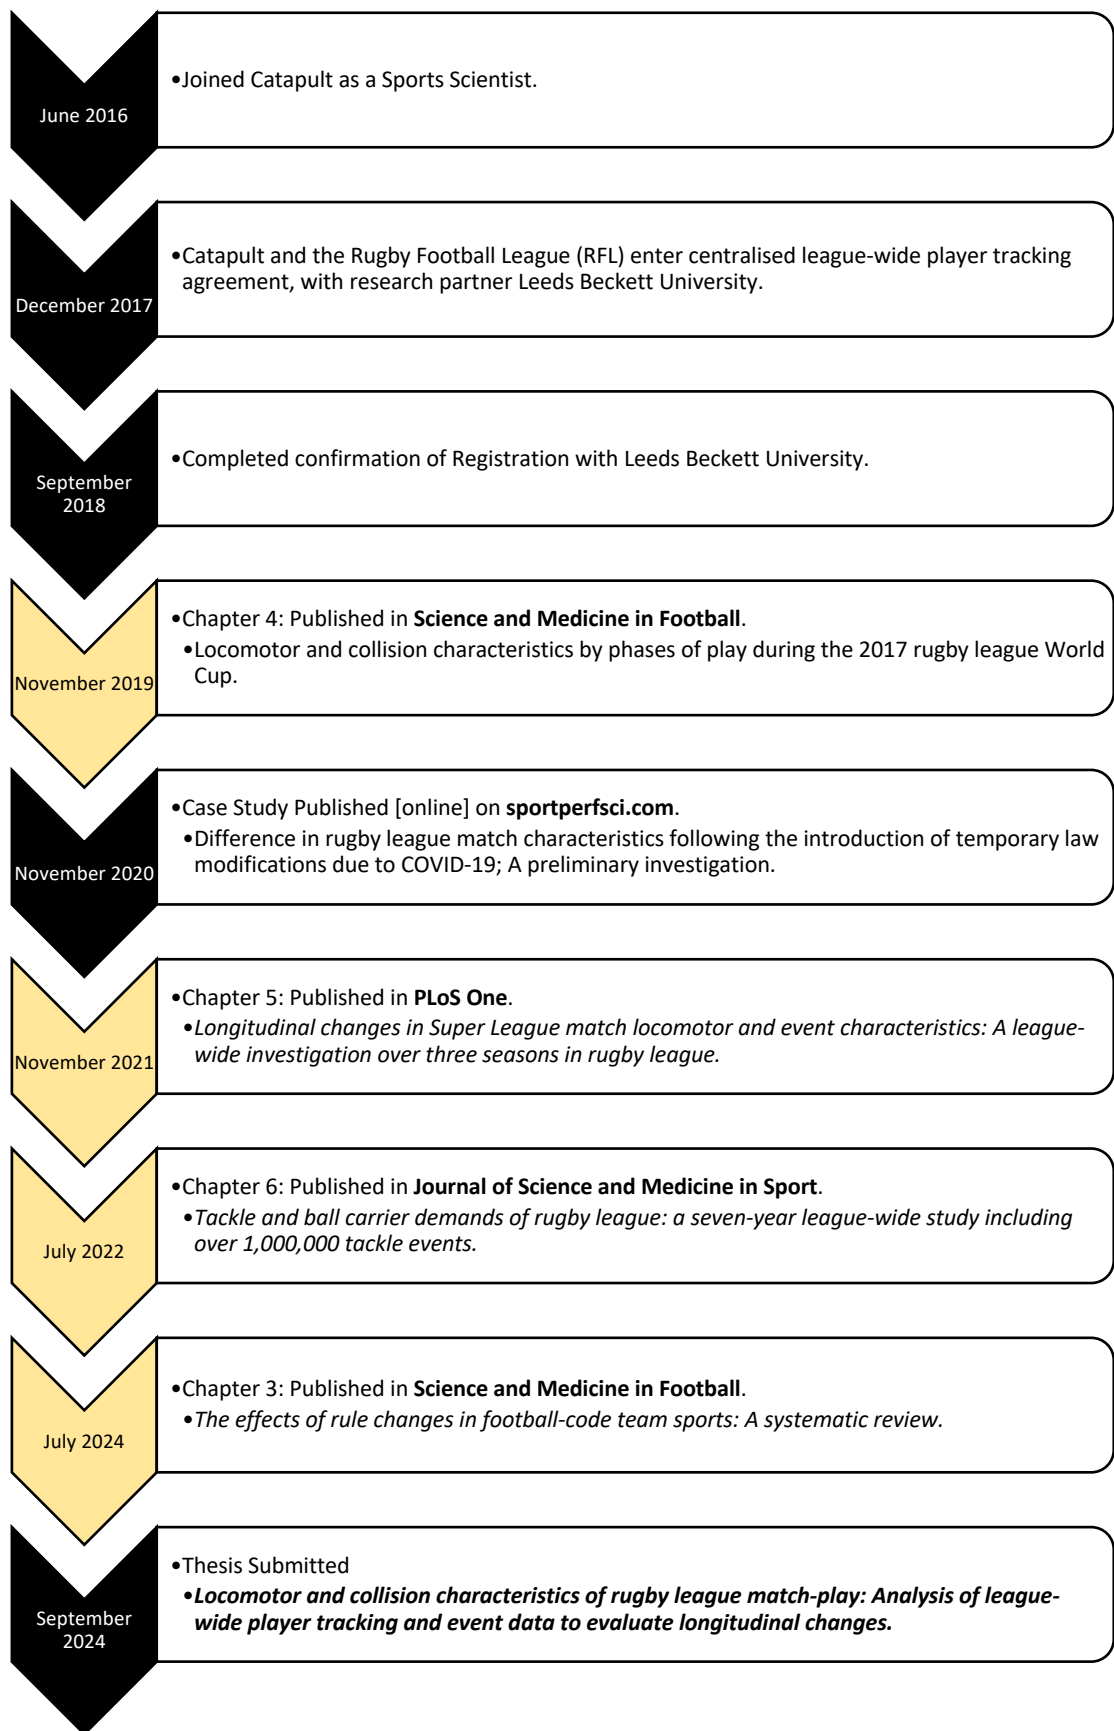 June 2016
•Joined Catapult as a Sports Scientist.
December 2017
•Catapult and the Rugby Football League (RFL) enter centralised league-wide player tracking
agreement, with research partner Leeds Beckett University.
September
2018
•Completed confirmation of Registration with Leeds Beckett University.
November 2019
•Chapter 4: Published in Science and Medicine in Football.
•Locomotor and collision characteristics by phases of play during the 2017 rugby league World
Cup.
November 2020
•Case Study Published [online] on sportperfsci.com.
•Difference in rugby league match characteristics following the introduction of temporary law
modifications due to COVID-19; A preliminary investigation.
November 2021
•Chapter 5: Published in PLoS One.
•Longitudinal changes in Super League match locomotor and event characteristics: A league-
wide investigation over three seasons in rugby league.
July 2022
•Chapter 6: Published in Journal of Science and Medicine in Sport.
•Tackle and ball carrier demands of rugby league: a seven-year league-wide study including
over 1,000,000 tackle events.
July 2024
•Chapter 3: Published in Science and Medicine in Football.
•The effects of rule changes in football-code team sports: A systematic review.
September
2024
•Thesis Submitted
•Locomotor and collision characteristics of rugby league match-play: Analysis of league-
wide player tracking and event data to evaluate longitudinal changes.